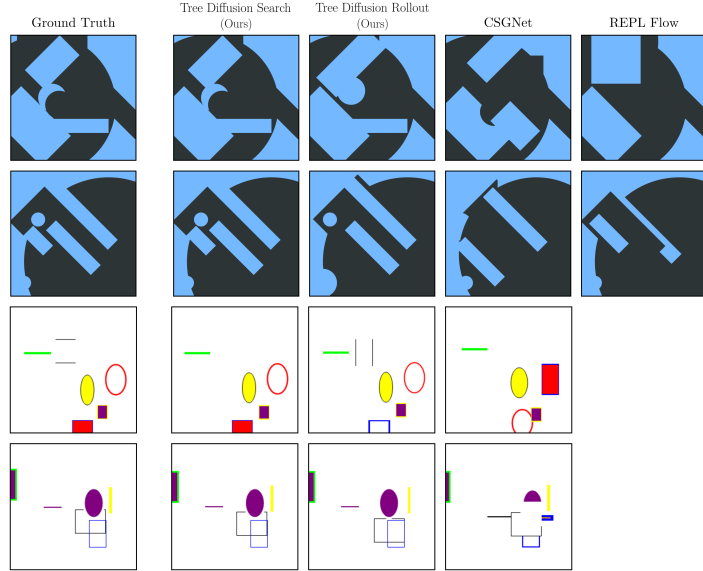 Ground Truth
Tree Diffusion Search
(Ours)
Tree Diffusion Rollout
(Ours)
CSGNet
REPL Flow